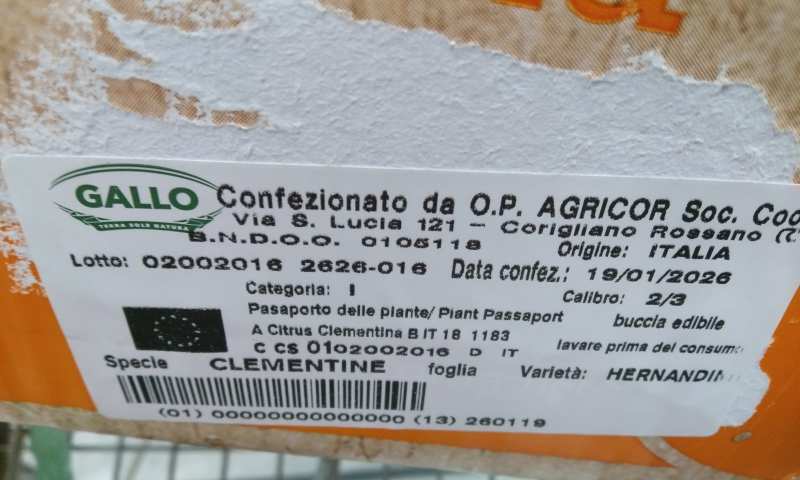 GALLO
TERRA SOLE NATURA
Confezionato da O.P. AGRICOR Soc. Coo
Via S. Lucia 121 - Corigliano Rossano
B.N.D.O.O. 0105118
Origine: ITALIA
Lotto: 02002016 2626-016 Data confez.: 19/01/2026
Categoria: I
Calibro: 2/3
Pasaporto delle piante/ Plant Passaport
buccia edibile
A Citrus Clementina B IT 18 1183
C cs 0102002016 D IT
lavare prima del consumo
Specie CLEMENTINE foglia Varietà: HERNANDIN
(01) 00000000000000 (13) 260119